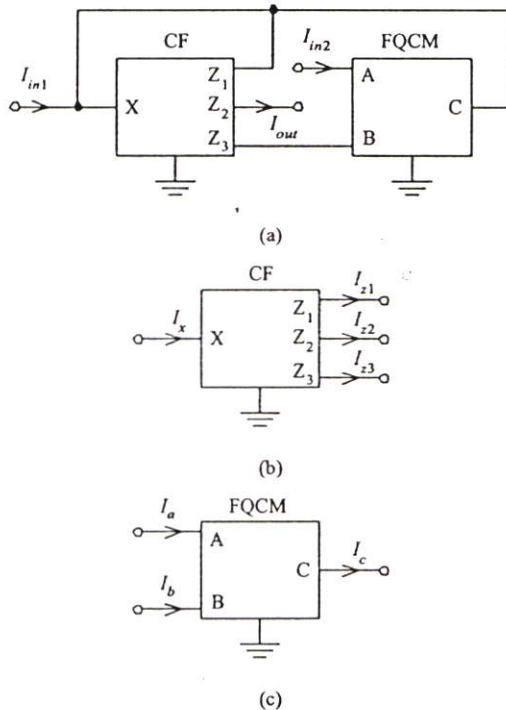 CF
FQCM
I_in1
X
Z_1
Z_2
Z_3
I_out
I_in2
A
B
C
(a)
CF
I_x
X
Z_1
Z_2
Z_3
I_z1
I_z2
I_z3
(b)
FQCM
I_a
I_b
A
B
C
I_c
(c)